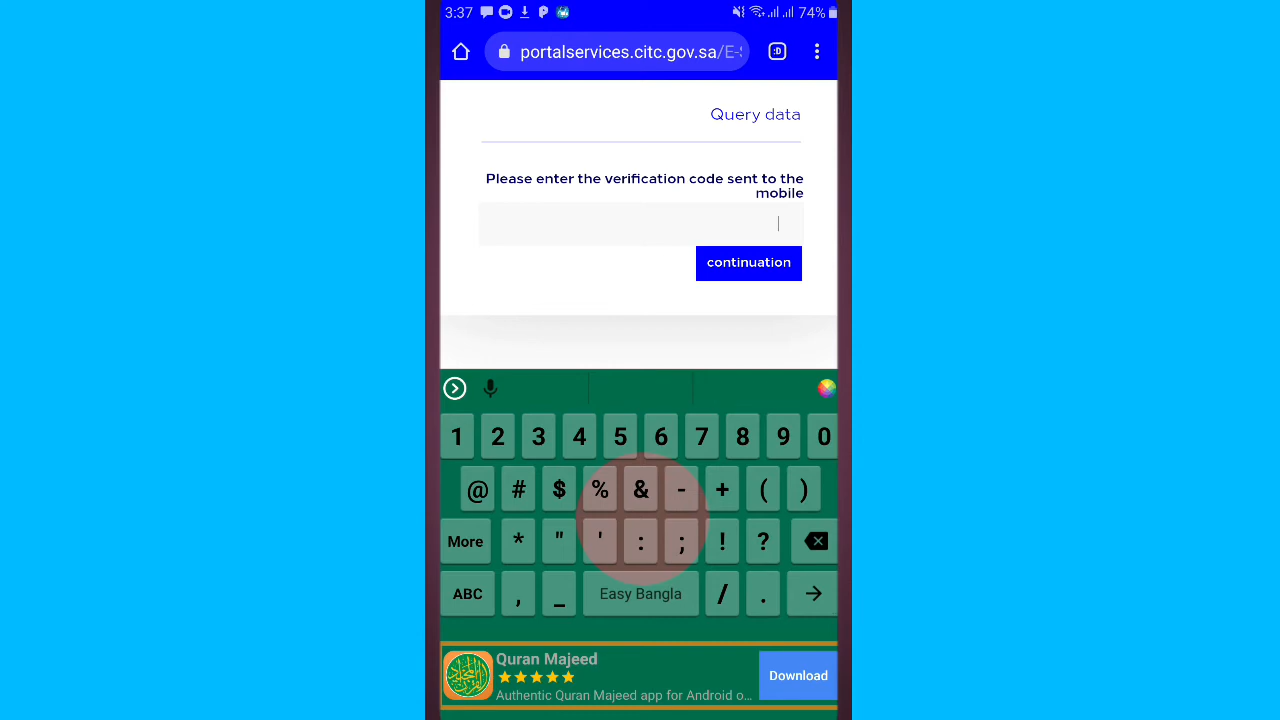 3:37 74%
portalservices.citc.gov.sa/E-S
:D
Query data
Please enter the verification code sent to the
mobile
continuation
1 2 3 4 5 6 7 8 9 0
@ # $ % & - + ( )
More * " ' : ; ! ?
ABC , _ Easy Bangla / .
Quran Majeed
Authentic Quran Majeed app for Android o...
Download